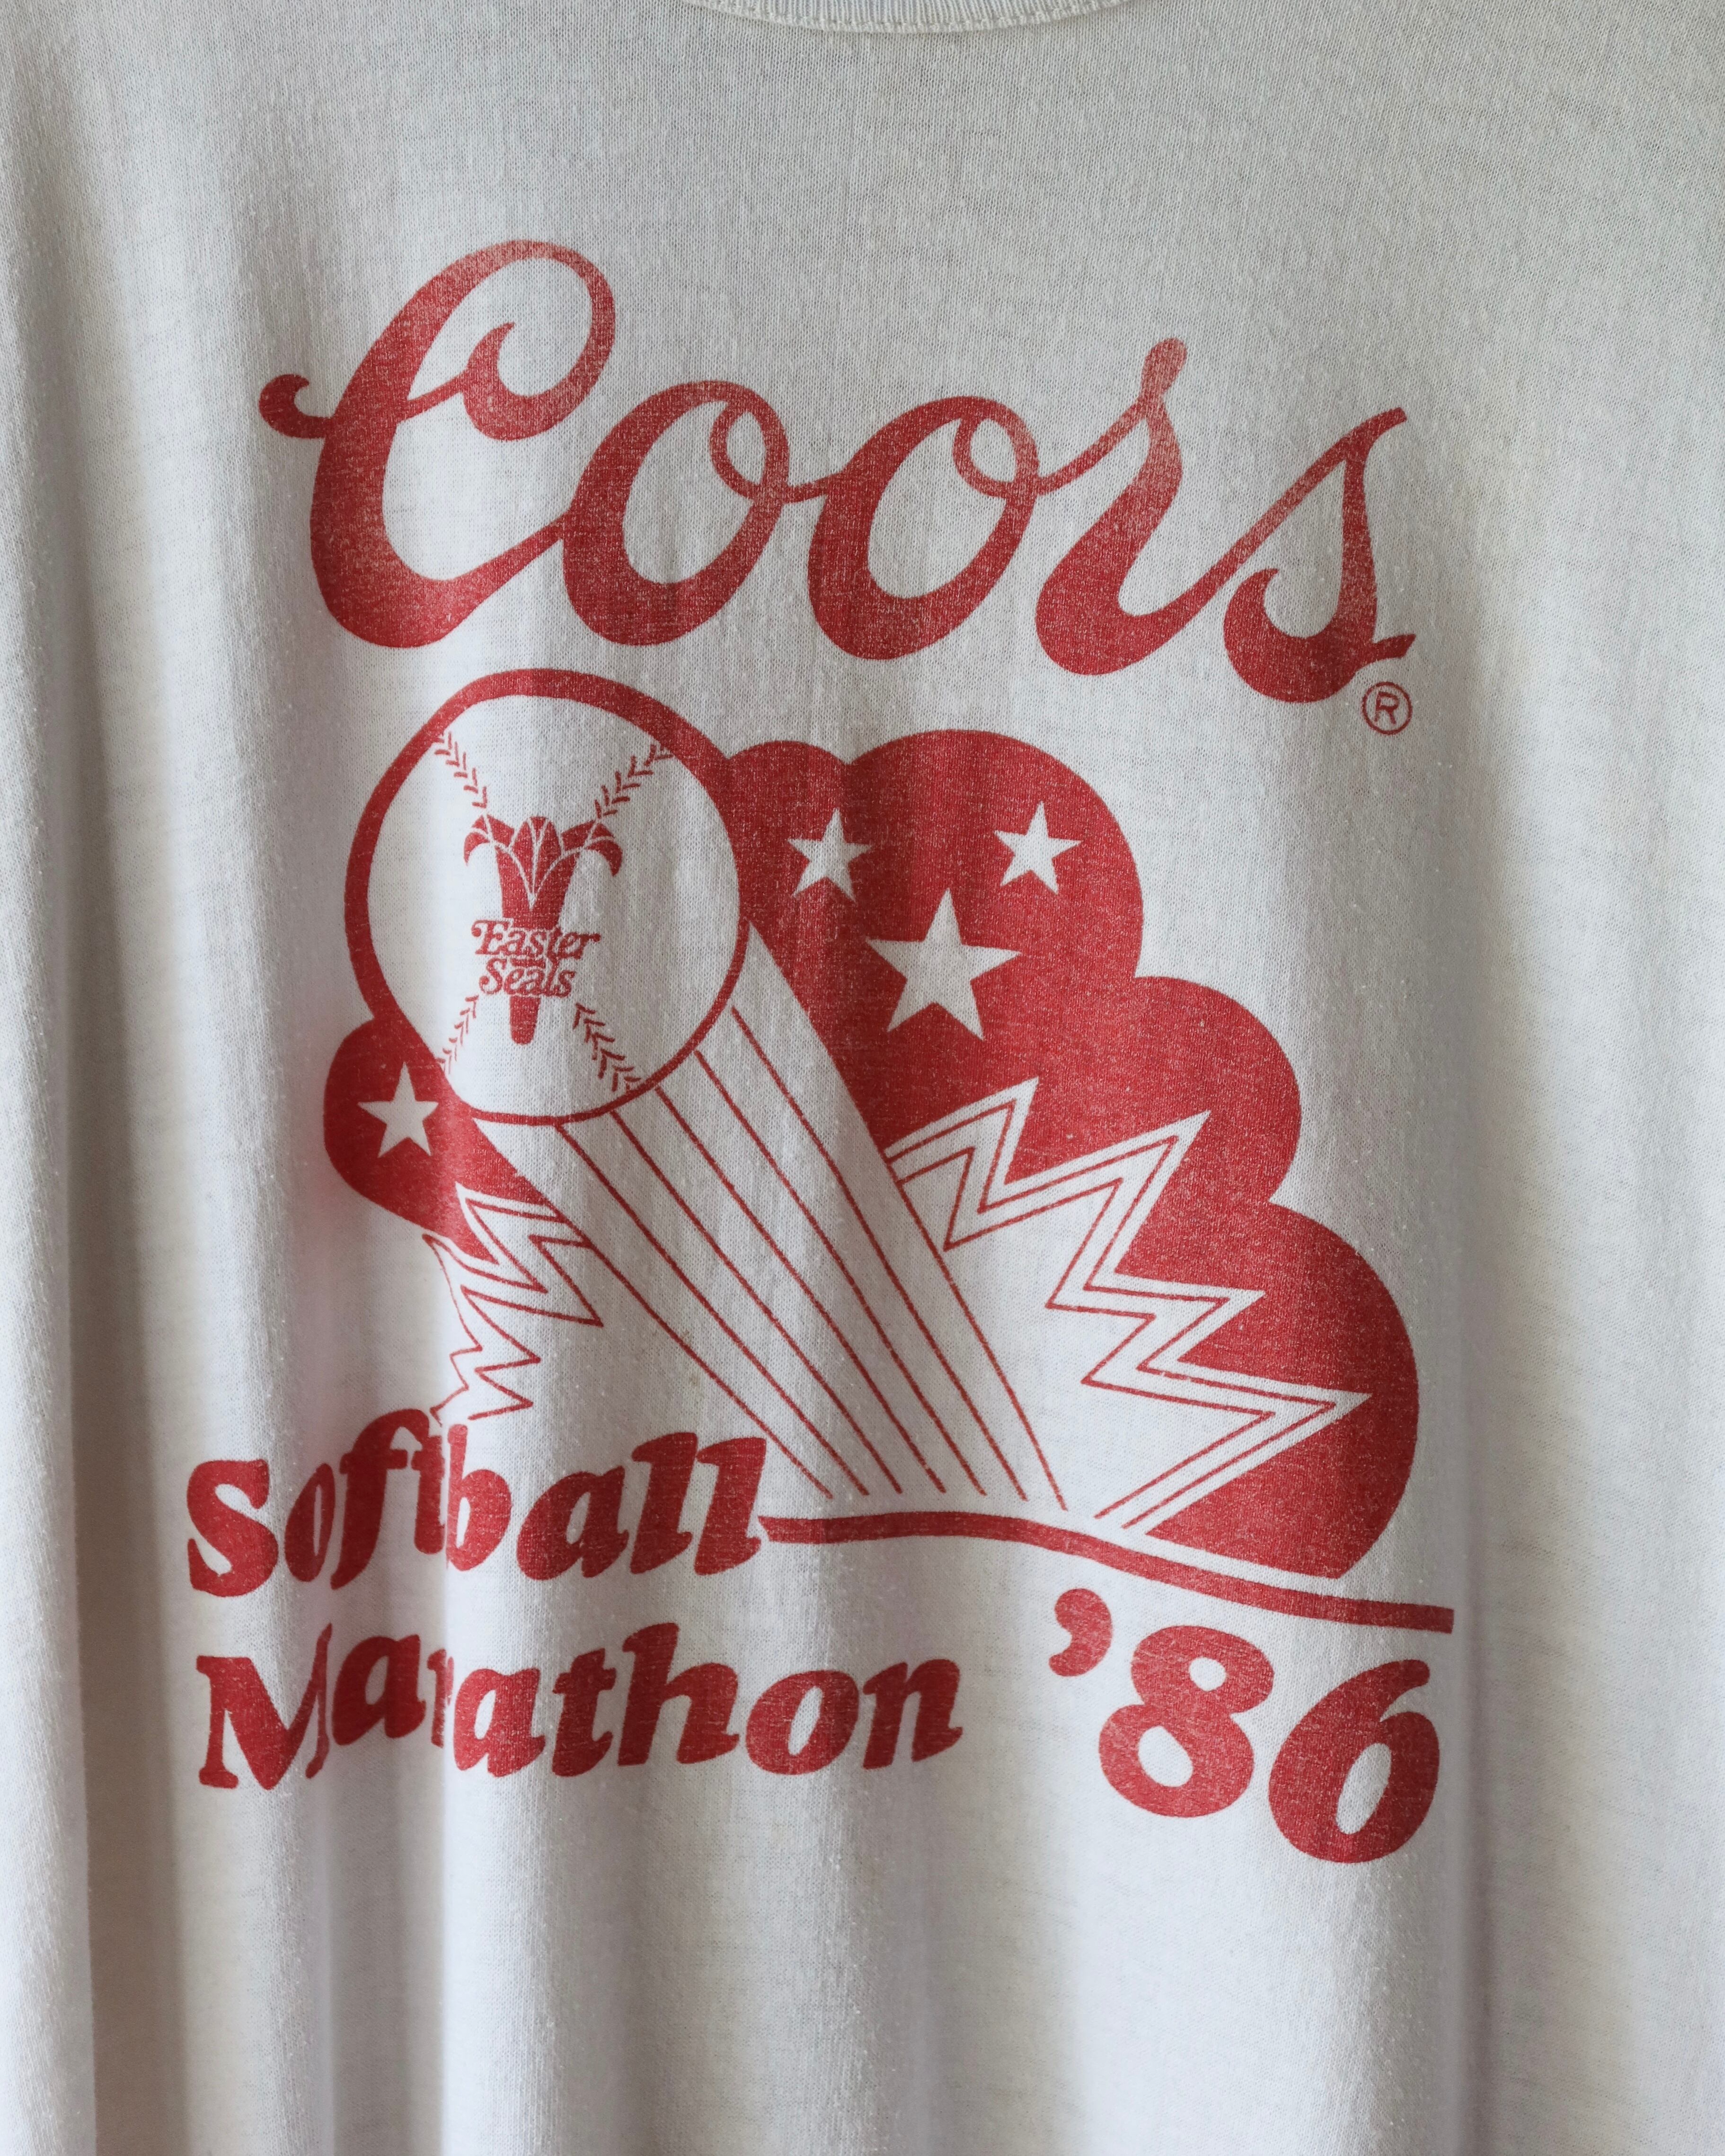 Coors
®
Easter
Seals
Softball
Marathon '86